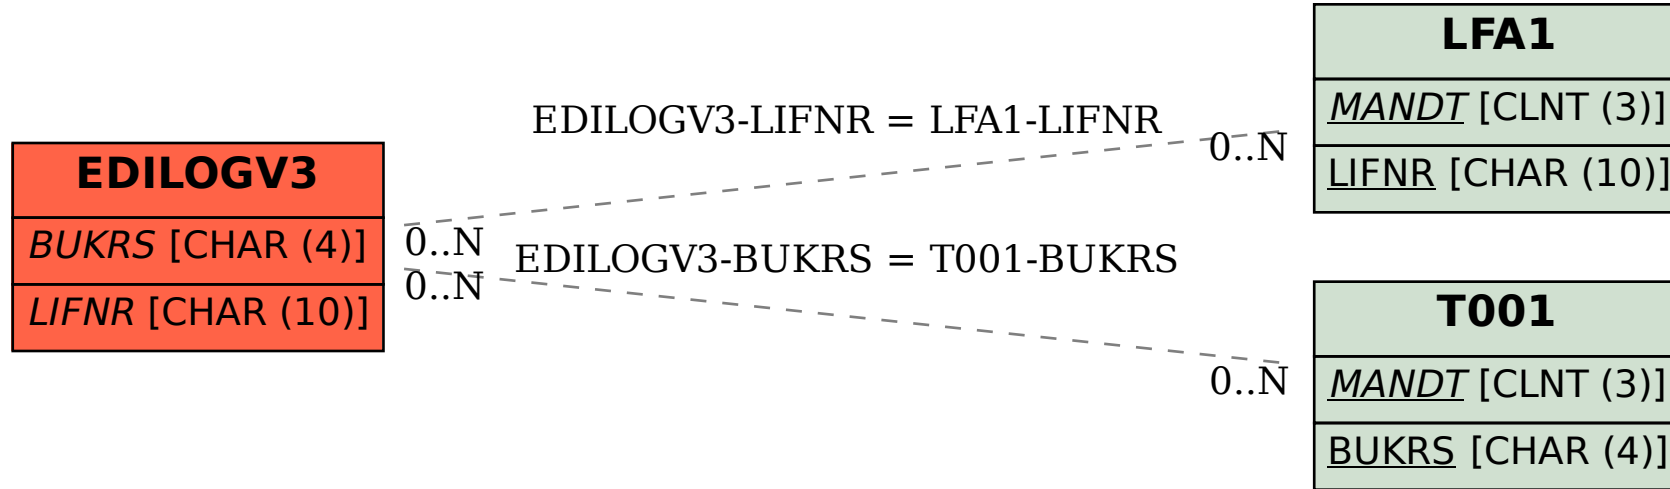 EDILOGV3
BUKRS [CHAR (4)]
LIFNR [CHAR (10)]
EDILOGV3-LIFNR = LFA1-LIFNR
0..N
0..N
EDILOGV3-BUKRS = T001-BUKRS
0..N
0..N
LFA1
MANDT [CLNT (3)]
LIFNR [CHAR (10)]
T001
MANDT [CLNT (3)]
BUKRS [CHAR (4)]